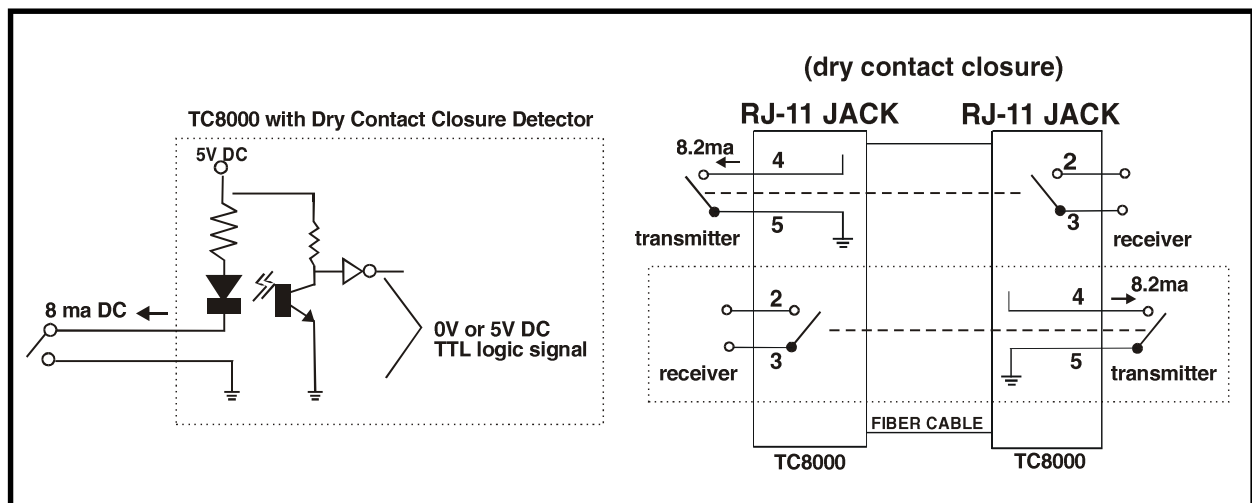 TC8000 with Dry Contact Closure Detector
5V DC
8 ma DC
0V or 5V DC
TTL logic signal
(dry contact closure)
RJ-11 JACK
RJ-11 JACK
8.2ma
4
5
transmitter
2
3
receiver
2
3
receiver
8.2ma
4
5
transmitter
FIBER CABLE
TC8000
TC8000